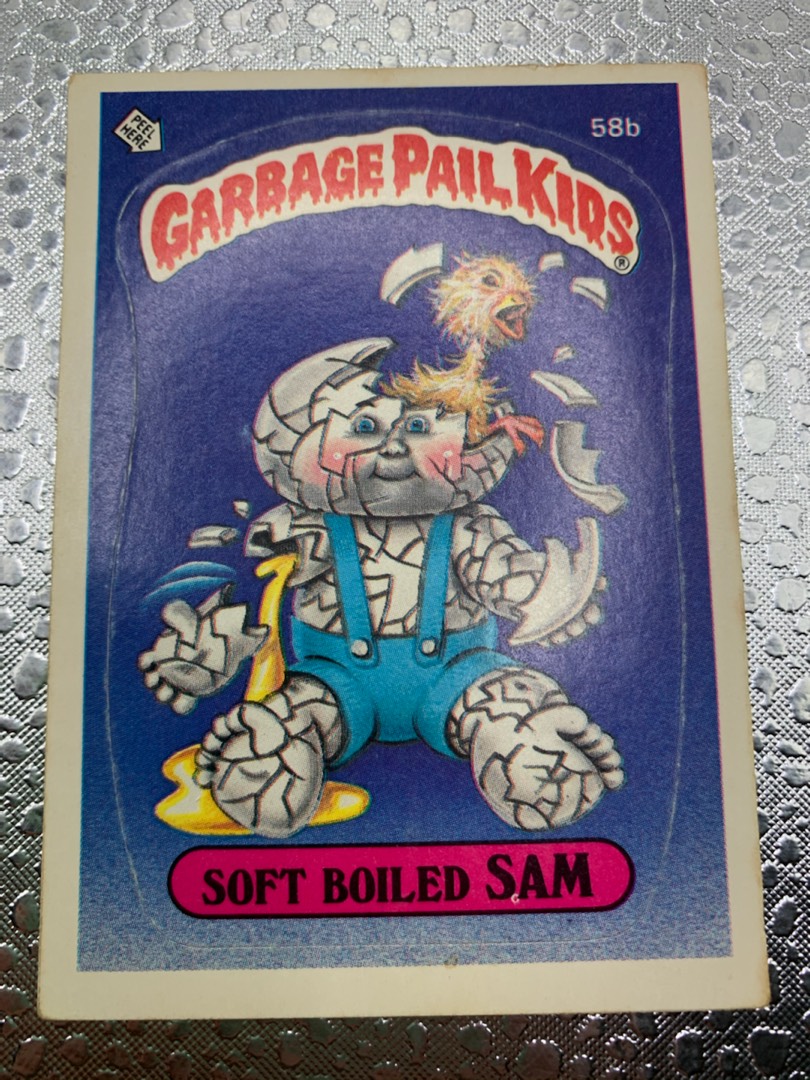 PEEL
HERE
58b
GARBAGE PAIL KIDS
®
SOFT BOILED SAM